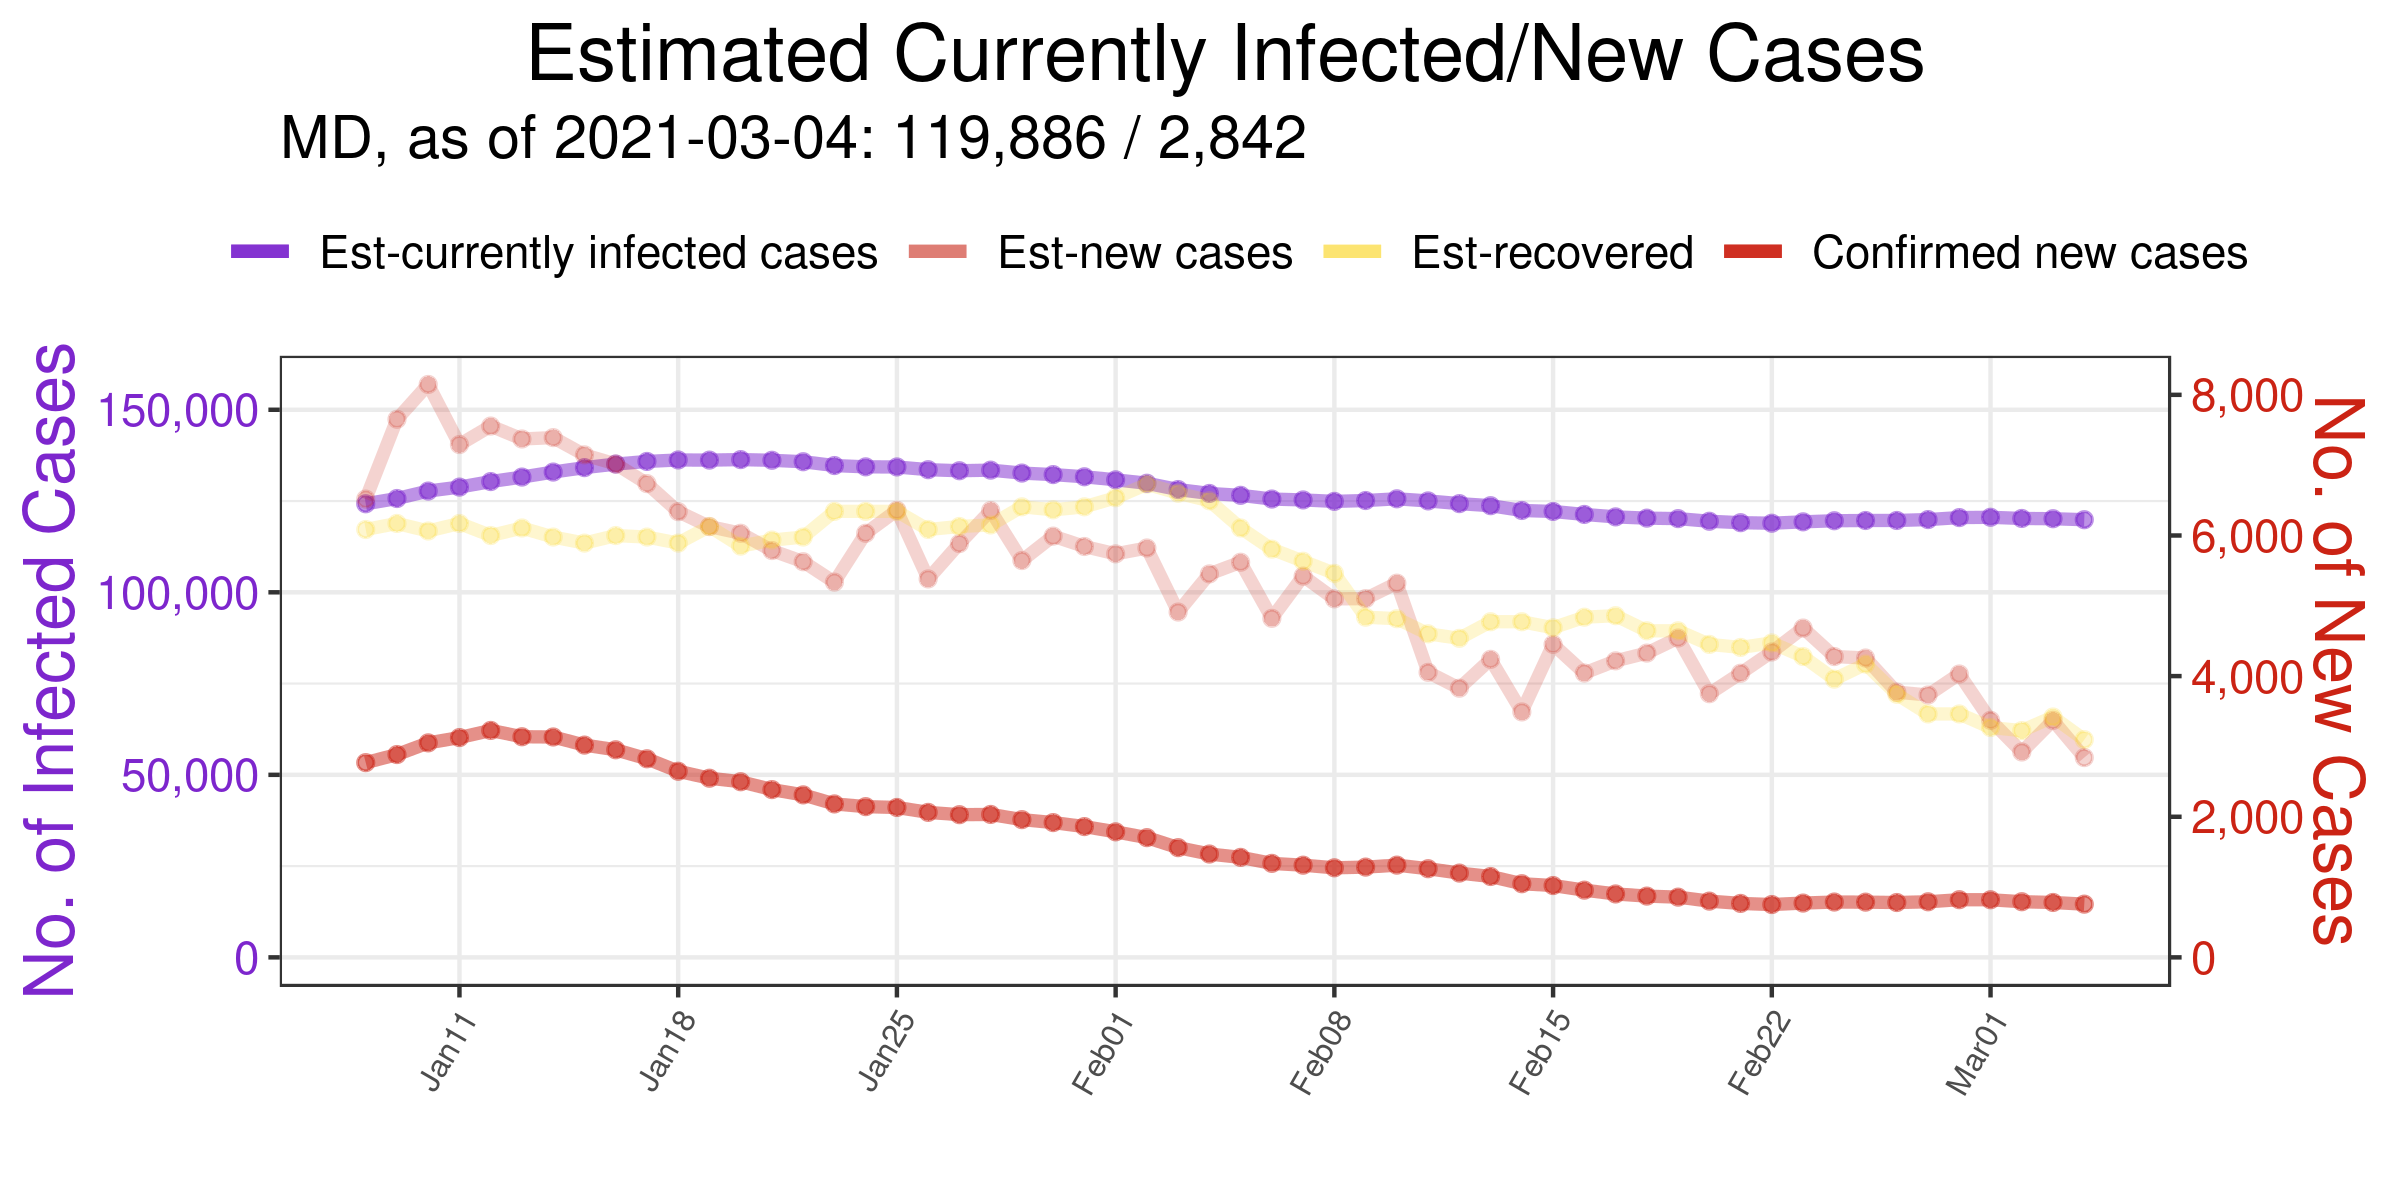 Estimated Currently Infected/New Cases
MD, as of 2021-03-04: 119,886 / 2,842
Est-currently infected cases Est-new cases Est-recovered Confirmed new cases
No. of Infected Cases
150,000
100,000
50,000
0
8,000
6,000
4,000
2,000
0
No. of New Cases
Jan11 Jan18 Jan25 Feb01 Feb08 Feb15 Feb22 Mar01